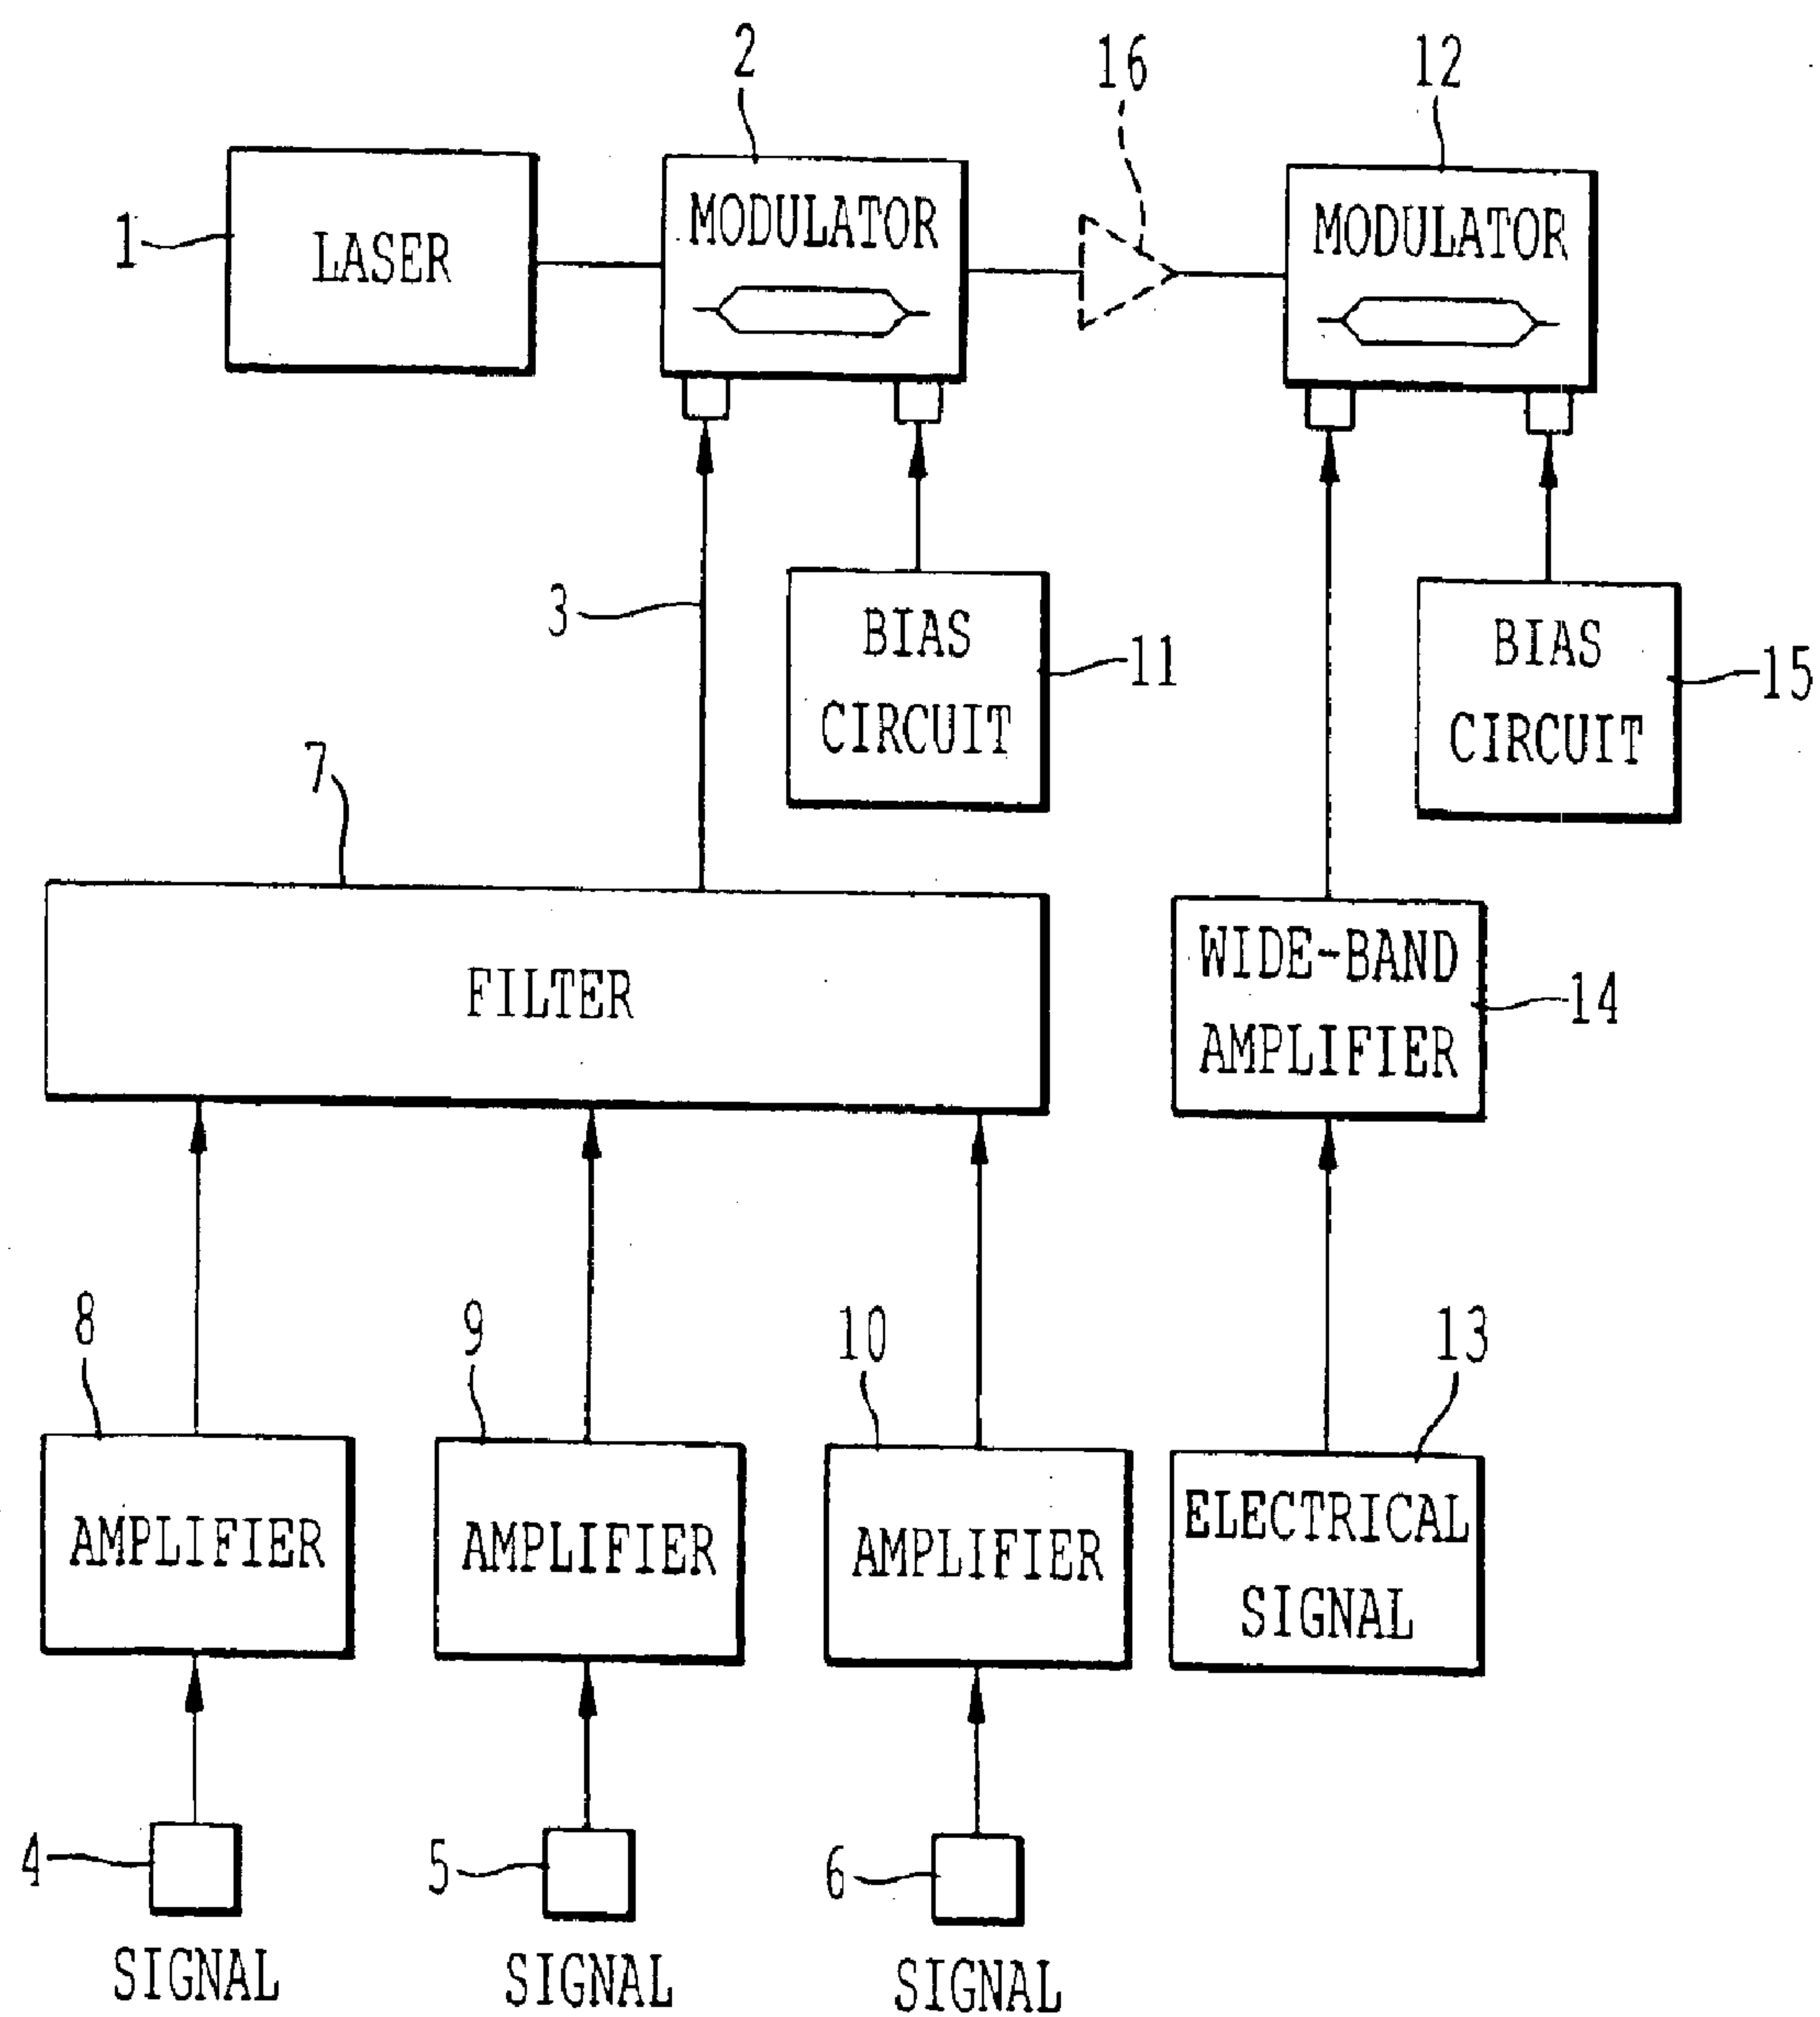 2
16
12
1
LASER
MODULATOR
MODULATOR
3
BIAS
CIRCUIT
11
BIAS
CIRCUIT
15
7
FILTER
WIDE-BAND
AMPLIFIER
14
8
9
10
13
AMPLIFIER
AMPLIFIER
AMPLIFIER
ELECTRICAL
SIGNAL
4
5
6
SIGNAL
SIGNAL
SIGNAL